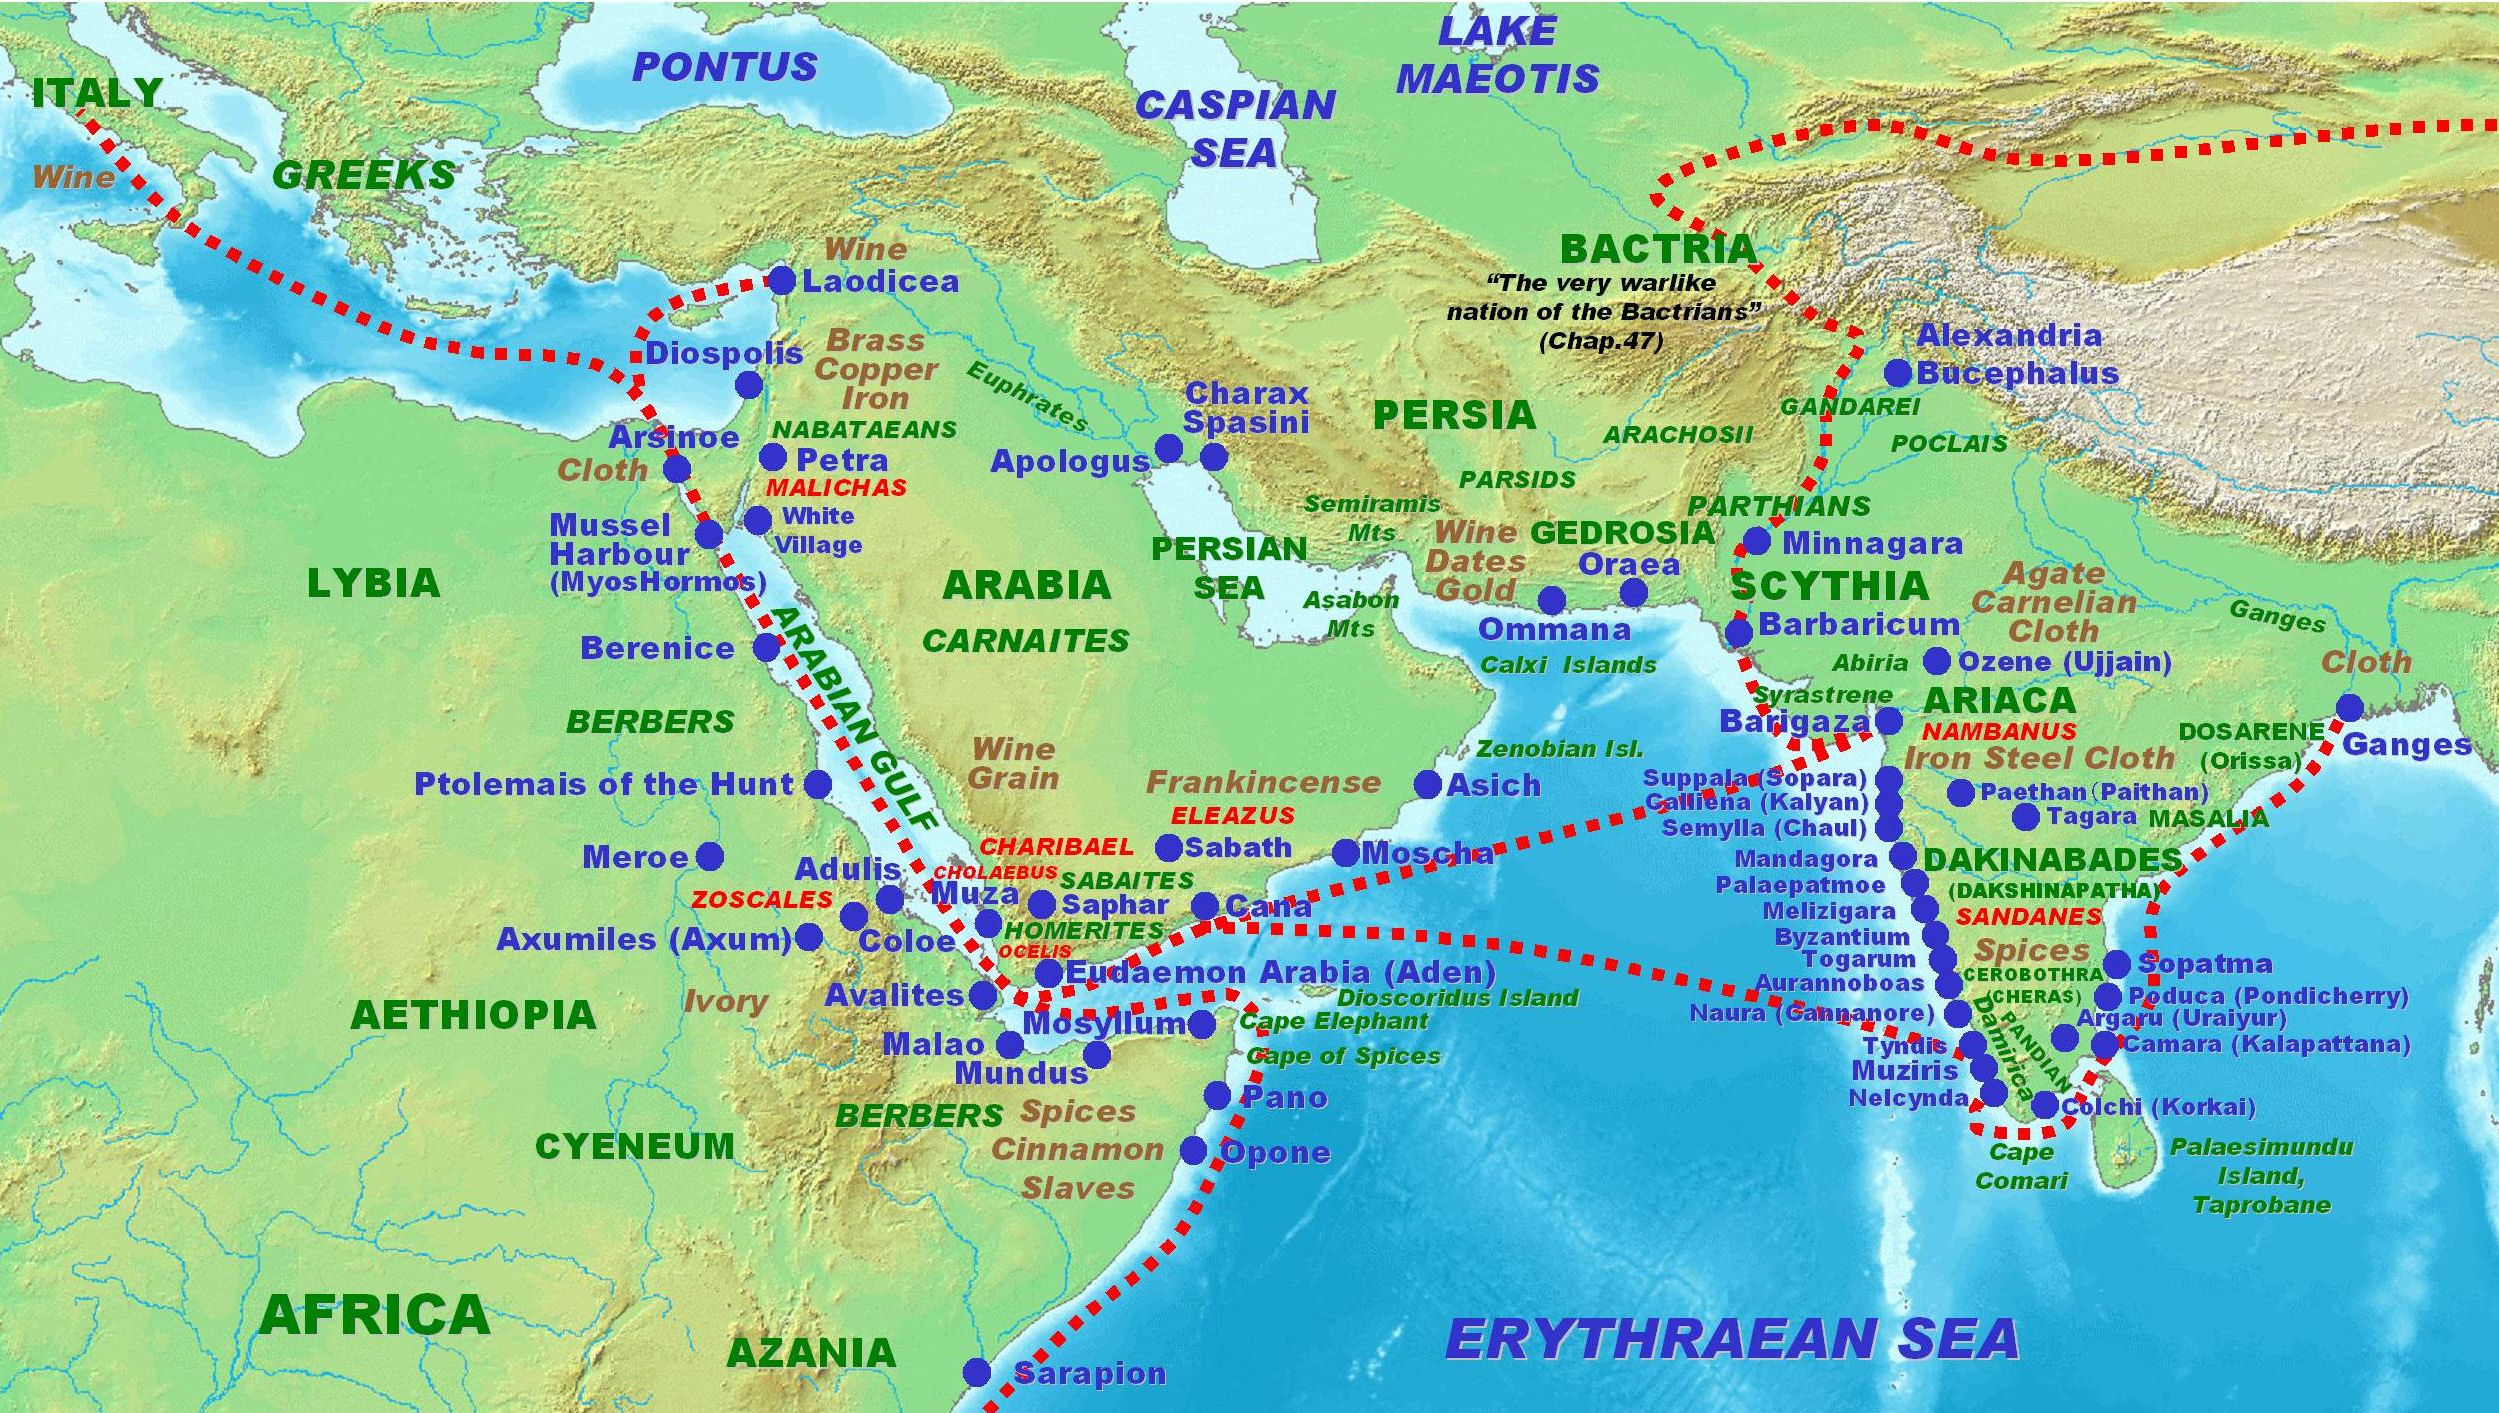 ITALY
PONTUS
LAKE
MAEOTIS
CASPIAN
SEA
Wine
GREEKS
Wine
Laodicea
BACTRIA
“The very warlike
nation of the Bactrians”
(Chap.47)
Alexandria
Bucephalus
Diospolis
Brass
Copper
Iron
Euphrates
Charax
Spasini
PERSIA
GANDAREI
ARACHOSII
POCLAIS
NABATAEANS
Arsinoe
Cloth
Petra
MALICHAS
Apologus
PARSIDS
Semiramis
Mts
PARTHIANS
White
Village
Mussel
Harbour
(MyosHormos)
PERSIAN
SEA
Wine
Dates
Gold
GEDROSIA
Oraea
Minnagara
LYBIA
ARABIA
Asabon
Mts
SCYTHIA
Agate
Carnelian
Cloth
Ganges
Ommana
Barbaricum
Berenice
ARABIAN GULF
CARNAITES
Calxi Islands
Abiria
Ozene (Ujjain)
Cloth
Syrastrene
ARIACA
BERBERS
Barigaza
NAMBANUS
DOSARENE
(Orissa)
Ganges
Wine
Grain
Zenobian Isl.
Iron Steel Cloth
Ptolemais of the Hunt
Frankincense
ELEAZUS
Asich
Suppala (Sopara)
Calliena (Kalyan)
Semylla (Chaul)
Paethan (Paithan)
Tagara
MASALIA
Meroe
Adulis
CHARIBAEL
CHOLAEBUS
Sabath
Moscha
Mandagora
DAKINABADES
(DAKSHINAPATHA)
ZOSCALES
Muza
SABAITES
Saphar
Cana
Palaepatmoe
Melizigara
SANDANES
Axumiles (Axum)
Coloe
HOMERITES
OCELIS
Byzantium
Togarum
Spices
Sopatma
Eudaemon Arabia (Aden)
Aurannoboas
CEROBOTHRA
(CHERAS)
Poduca (Pondicherry)
AETHIOPIA
Ivory
Avalites
Dioscoridus Island
Naura (Cannanore)
Damirica
PANDIAN
Argaru (Uraiyur)
Mosyllum
Cape Elephant
Malao
Cape of Spices
Tyndis
Camara (Kalapattana)
Mundus
Muziris
Pano
Nelcynda
Colchi (Korkai)
BERBERS
Spices
Cinnamon
Slaves
CYENEUM
Opone
Cape
Comari
Palaesimundu
Island,
Taprobane
AFRICA
AZANIA
ERYTHRAEAN SEA
Sarapion